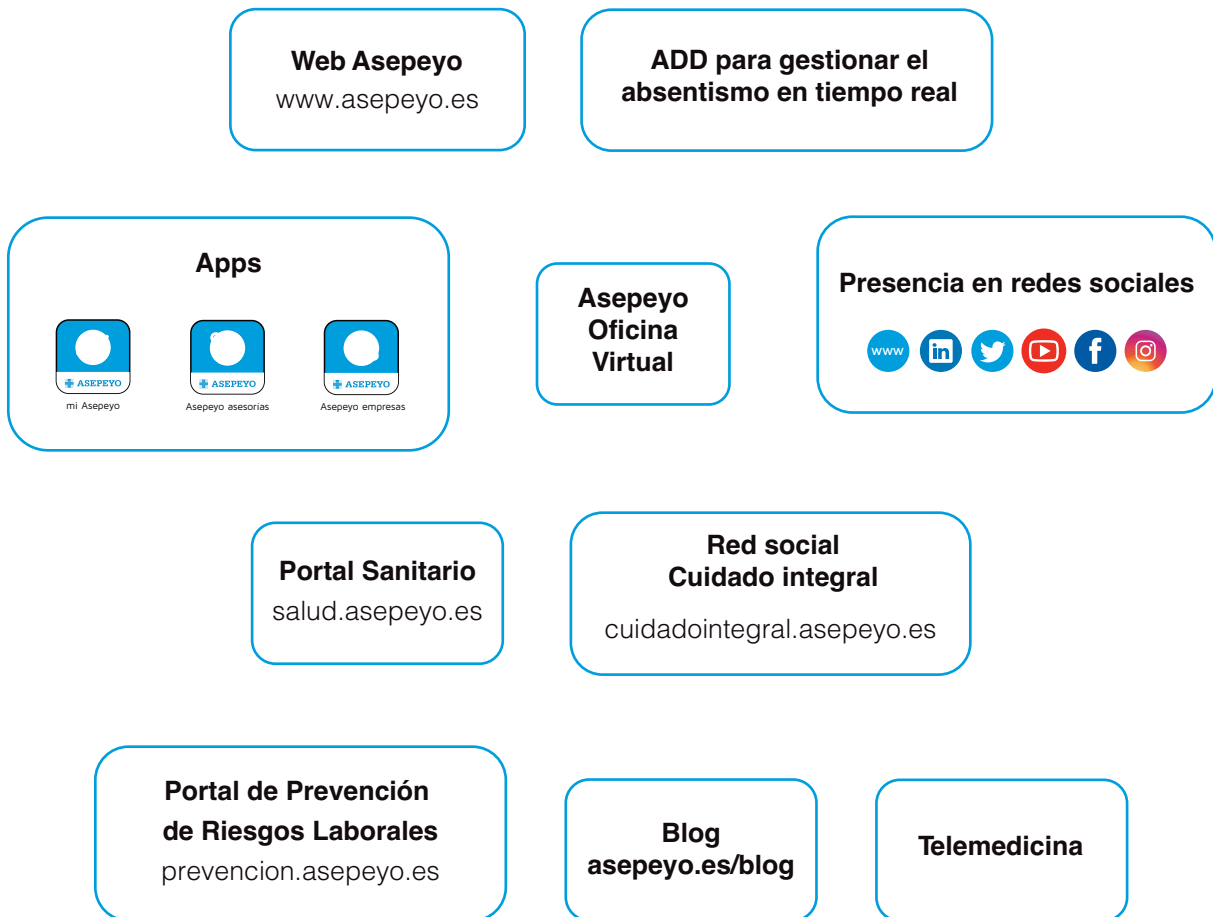 Web Asepeyo
www.asepeyo.es
ADD para gestionar el
absentismo en tiempo real
Apps
ASEPEYO
mi Asepeyo
ASEPEYO
Asepeyo asesorías
ASEPEYO
Asepeyo empresas
Asepeyo
Oficina
Virtual
Presencia en redes sociales
www
in
f
Portal Sanitario
salud.asepeyo.es
Red social
Cuidado integral
cuidadointegral.asepeyo.es
Portal de Prevención
de Riesgos Laborales
prevencion.asepeyo.es
Blog
asepeyo.es/blog
Telemedicina